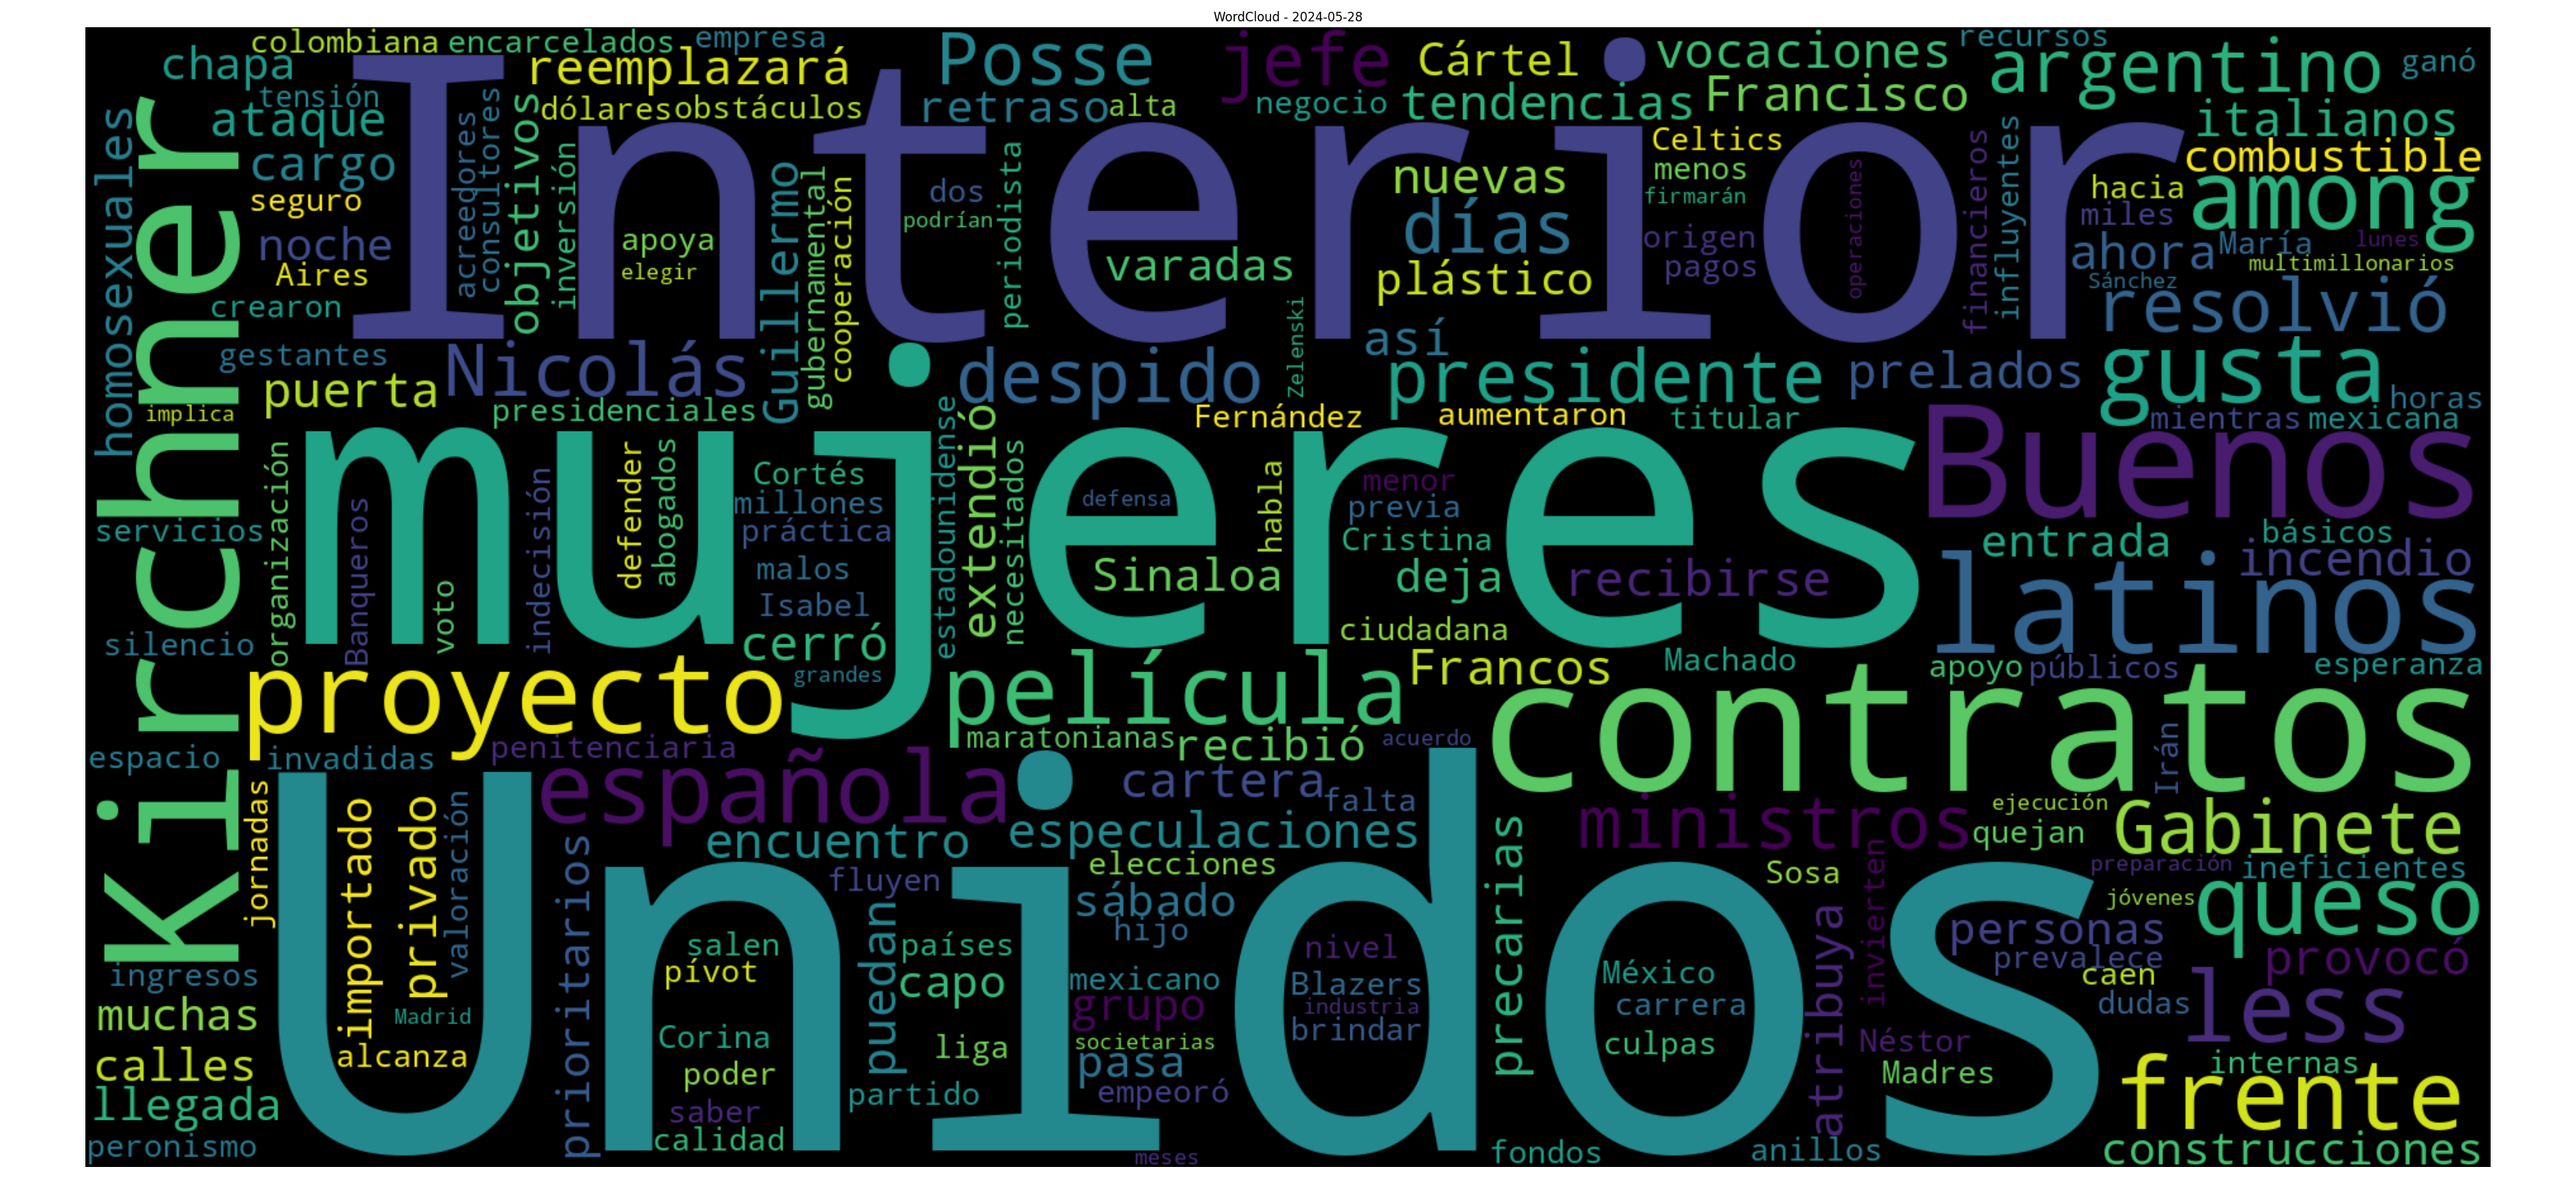 WordCloud - 2024-05-28
colombiana encarcelados empresa
chapa
reemplazará
Posse
jefe
Cártel
vocaciones
recursos
argentino
ganó
tensión
dólares obstáculos
retraso alta
negocio
tendencias
Francisco
ataque
italianos
Interior
cargo
acreedores
consultores
objetivos
inversión
Guillermo
gubernamental
cooperación
periodista
dos
podrían
nuevas
Celtics
menos
firmarán
operaciones
financieros
influyentes
combustible
hacia
among
seguro
noche
Aires
apoya
elegir
varadas
días
plástico
origen
pagos
miles
ahora
María
lunes
multimillonarios
Sánchez
crearon
homosexuales
Kirchner
gestantes
puerta
implica
Nicolás
presidenciales
despido
Zelenski
así
presidente
prelados
resolvió
gusta
horas
Fernández
aumentaron
titular
mientras mexicana
mujeres
Buenos
servicios
organización
Banqueros
voto
indecisión
defender
abogados
Cortés
millones
práctica
malos
Isabel
cerró
grandes
estadounidense
extendió
necesitados
defensa
Sinaloa
habla
menor
previa
Cristina
deja
recibirse
entrada
básicos
incendio
latinos
silencio
ciudadana
Francos
Machado
apoyo públicos
esperanza
proyecto
película
contratos
espacio
invadidas
penitenciaria
maratonianas recibió
acuerdo
Irán
española
cartera
falta
ministros
ejecución
quejan
Gabinete
jornadas
importado
privado
valoración
prioritarios
encuentro
especulaciones
elecciones
precarias
Unidos
fluyen
sábado
hijo
Sosa
invierten
preparación
ineficientes
jóvenes
queso
ingresos
salen
pívot
puedan
países
capo
mexicano
grupo
nivel
Blazers
industria
brindar
México
carrera
culpas
atribuya
personas
prevalece
caen
provocó
dudas
less
muchas
Madrid
alcanza
Corina
poder
liga
societarias
pasa
Néstor
Madres
internas
calles
llegada
saber
calidad
partido
empeoró
frente
peronismo
meses
fondos
anillos
construcciones